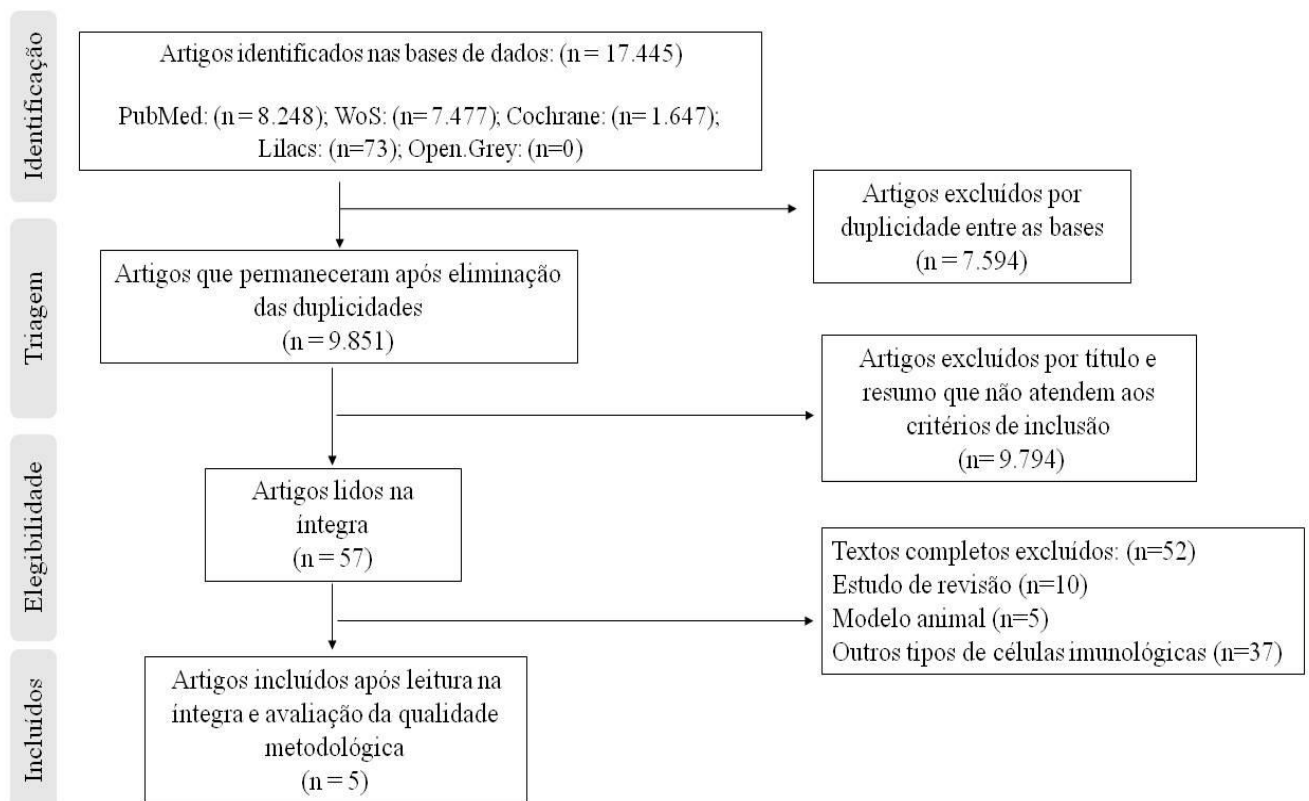 Identificação
Artigos identificados nas bases de dados: (n = 17.445)
PubMed: (n = 8.248); WoS: (n= 7.477); Cochrane: (n= 1.647);
Lilacs: (n=73); Open.Grey: (n=0)
Artigos excluídos por
duplicidade entre as bases
(n = 7.594)
Triagem
Artigos que permaneceram após eliminação
das duplicidades
(n = 9.851)
Artigos excluídos por título e
resumo que não atendem aos
critérios de inclusão
(n= 9.794)
Elegibilidade
Artigos lidos na
íntegra
(n = 57)
Textos completos excluídos: (n=52)
Estudo de revisão (n=10)
Modelo animal (n=5)
Outros tipos de células imunológicas (n=37)
Incluídos
Artigos incluídos após leitura na
íntegra e avaliação da qualidade
metodológica
(n = 5)